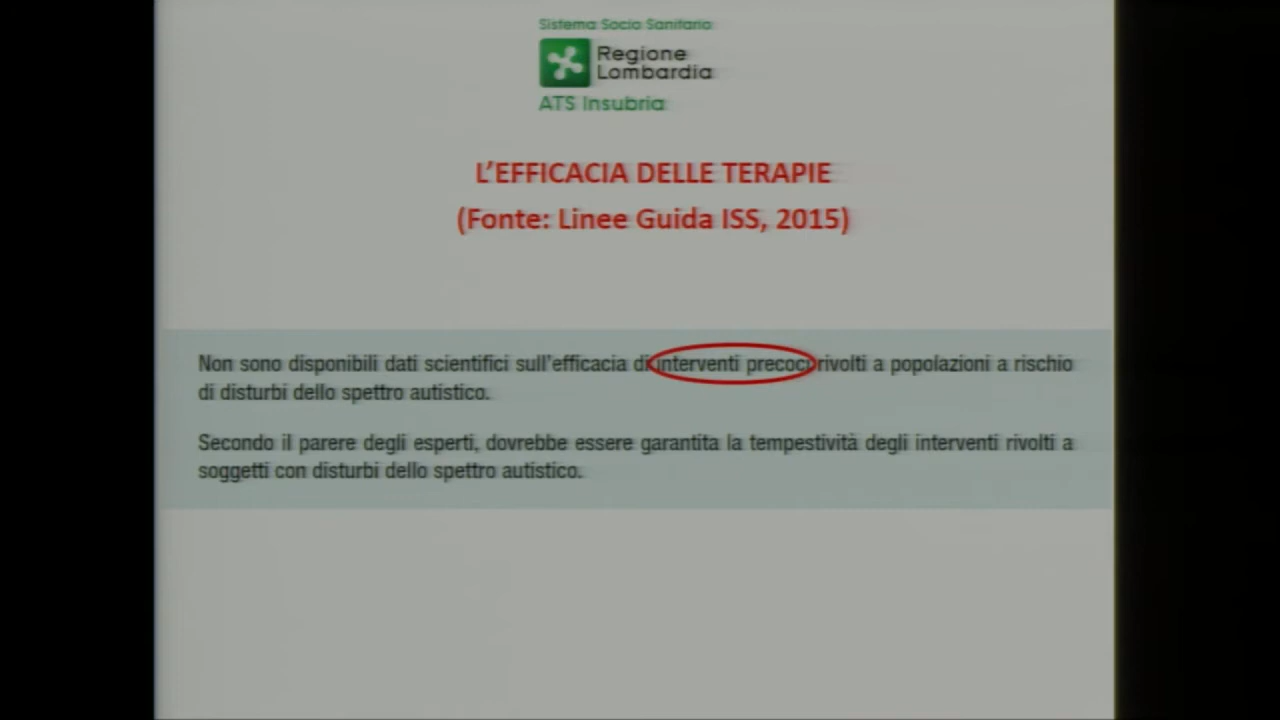 Sistema Socio Sanitario
Regione
Lombardia
ATS Insubria
L'EFFICACIA DELLE TERAPIE
(Fonte: Linee Guida ISS, 2015)
Non sono disponibili dati scientifici sull'efficacia di interventi precoci rivolti a popolazioni a rischio
di disturbi dello spettro autistico.
Secondo il parere degli esperti, dovrebbe essere garantita la tempestività degli interventi rivolti a
soggetti con disturbi dello spettro autistico.